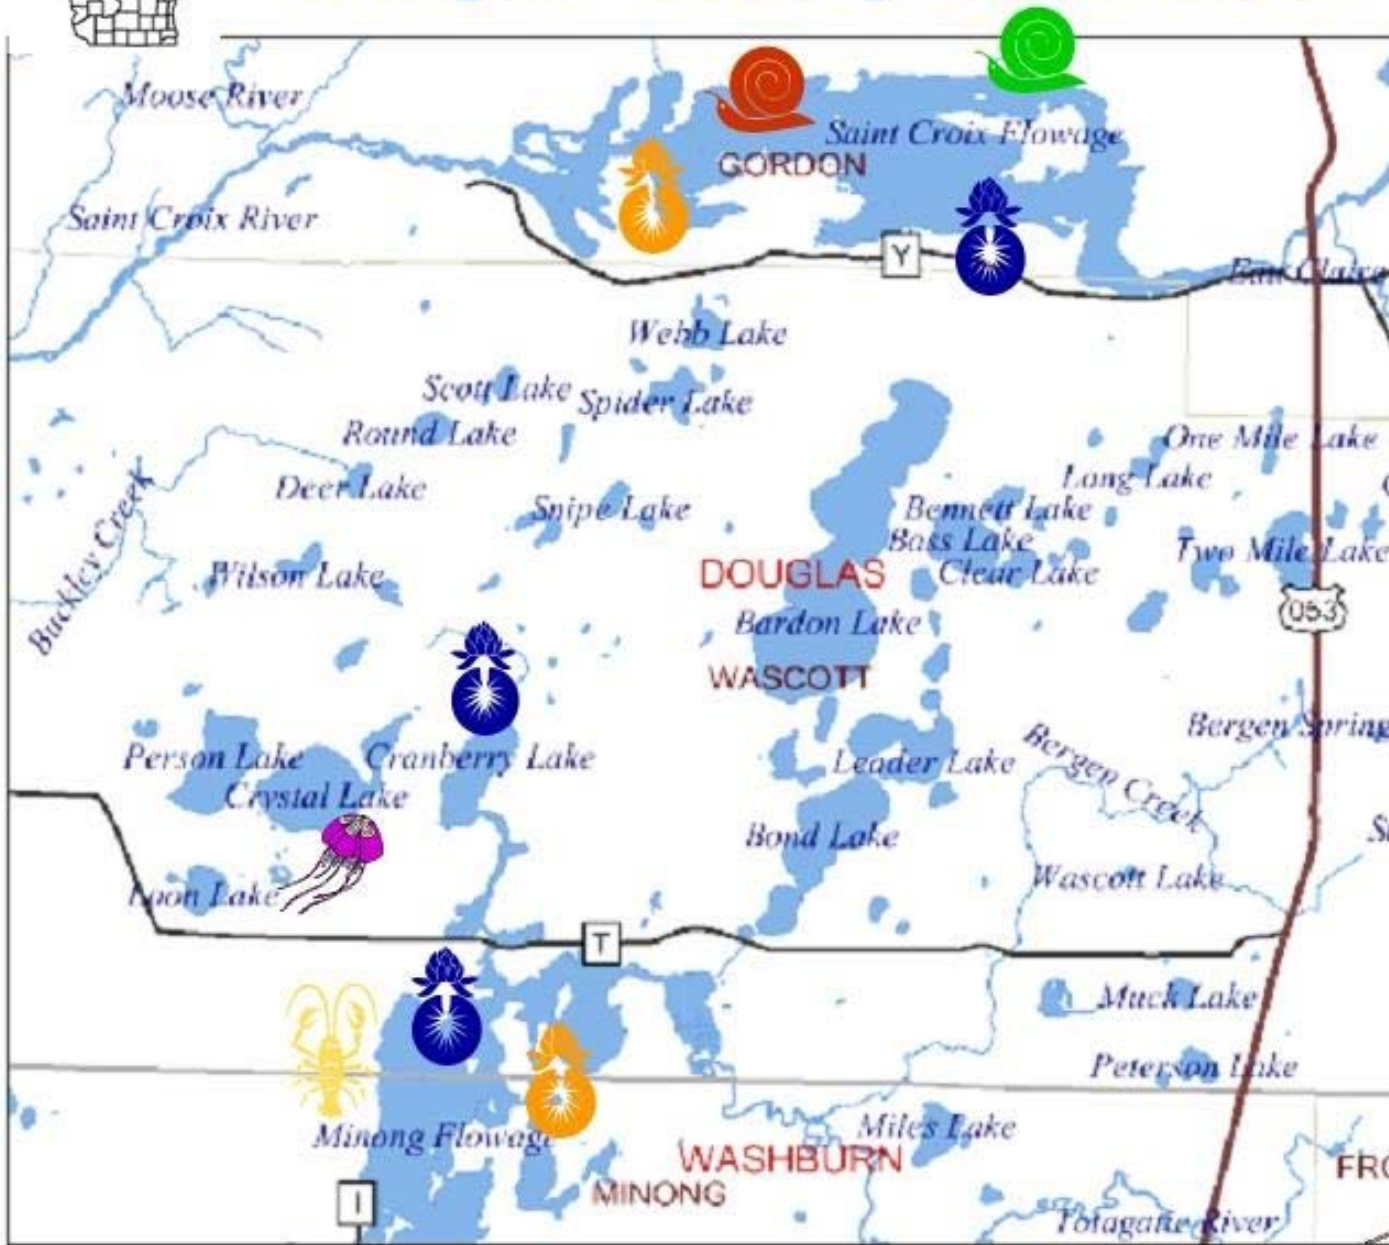 Moose River
Saint Croix Flowage
GORDON
Saint Croix River
Y
Eau Claire
Webb Lake
Scott Lake
Spider Lake
Round Lake
One Mile Lake
Long Lake
Deer Lake
Snipe Lake
Bennett Lake
Bass Lake
Two Mile Lake
Buckley Creek
Wilson Lake
DOUGLAS
Clear Lake
053
Bardon Lake
WASCOTT
Bergen Spring
Person Lake
Cranberry Lake
Leader Lake
Bergen Creek
Crystal Lake
Bond Lake
Loon Lake
Wascott Lake
T
Muck Lake
Peterson Lake
Minong Flowage
Miles Lake
WASHBURN
FRO
MINONG
I
Totagatic River